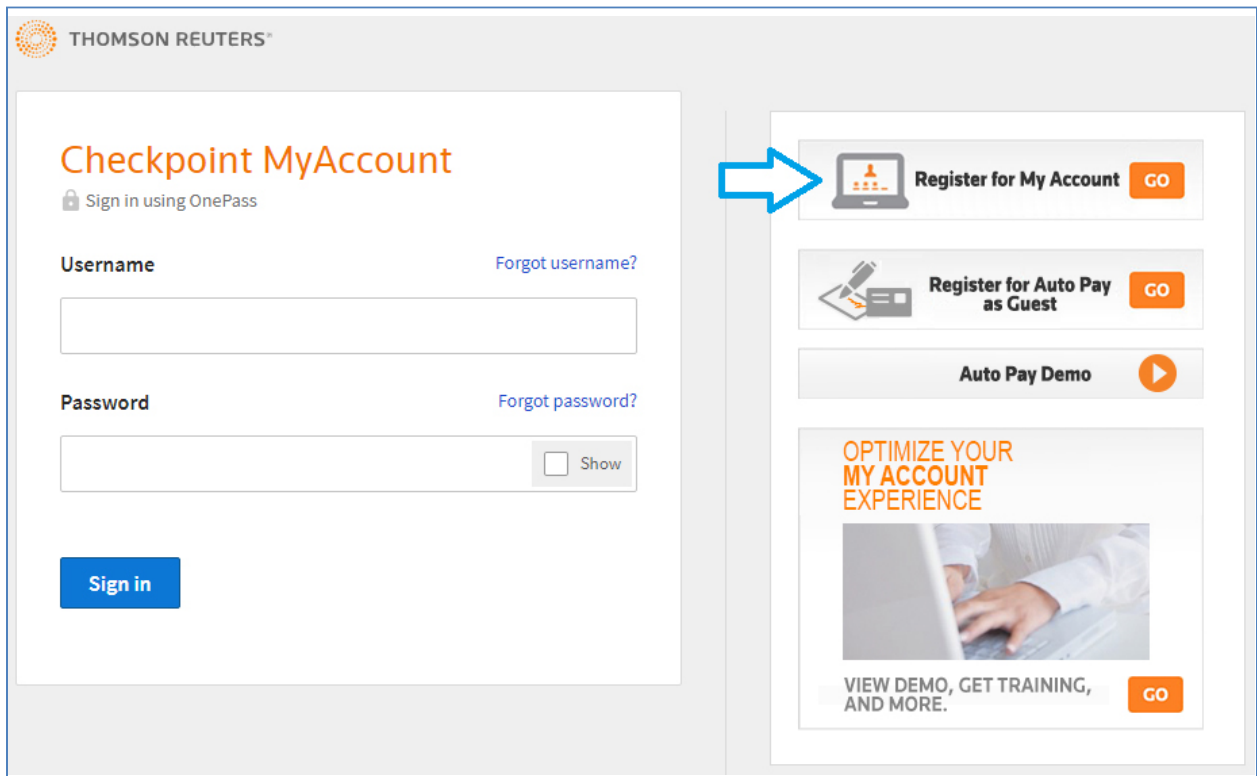 THOMSON REUTERS®
Checkpoint MyAccount
Sign in using OnePass
Username
Forgot username?
Password
Forgot password?
Show
Sign in
Register for My Account
GO
Register for Auto Pay
as Guest
GO
Auto Pay Demo
OPTIMIZE YOUR
MY ACCOUNT
EXPERIENCE
VIEW DEMO, GET TRAINING,
AND MORE.
GO